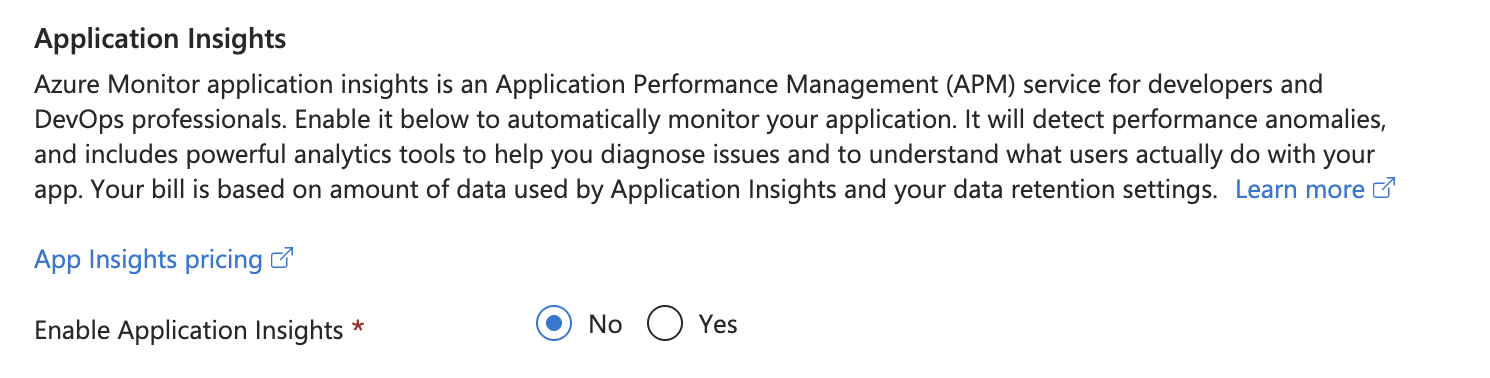 Application Insights
Azure Monitor application insights is an Application Performance Management (APM) service for developers and
DevOps professionals. Enable it below to automatically monitor your application. It will detect performance anomalies,
and includes powerful analytics tools to help you diagnose issues and to understand what users actually do with your
app. Your bill is based on amount of data used by Application Insights and your data retention settings. Learn more
App Insights pricing
Enable Application Insights * No Yes